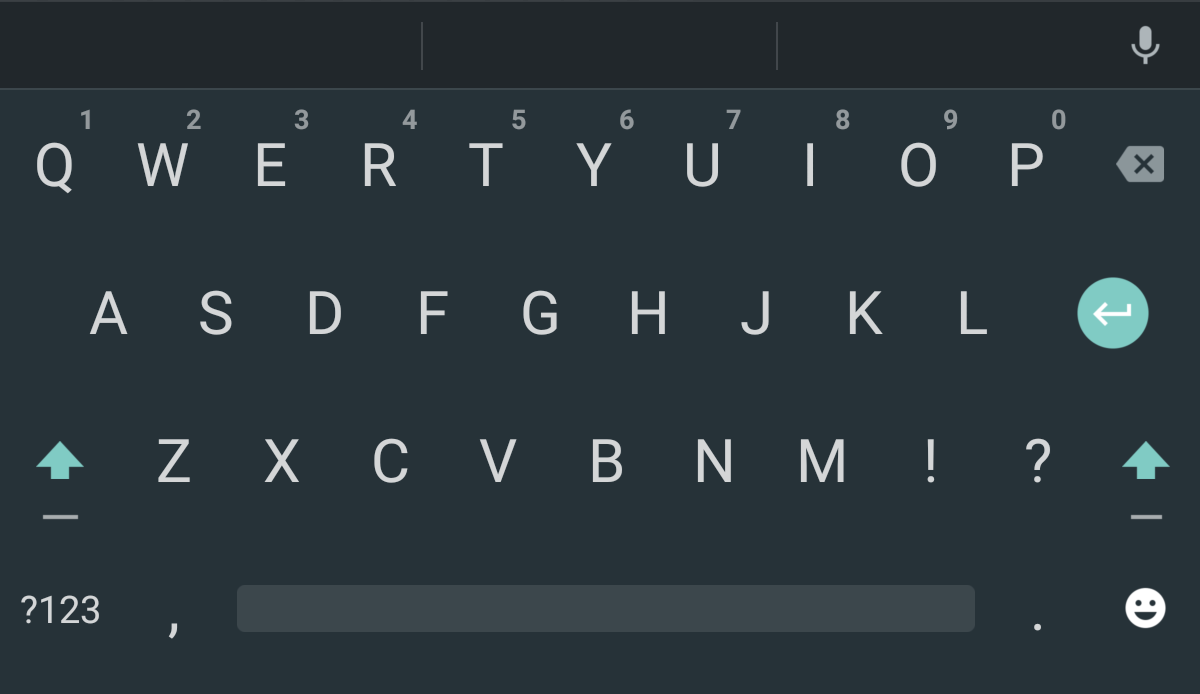 1 2 3 4 5 6 7 8 9 0
Q W E R T Y U I O P
A S D F G H J K L
Z X C V B N M ! ?
?123 , .